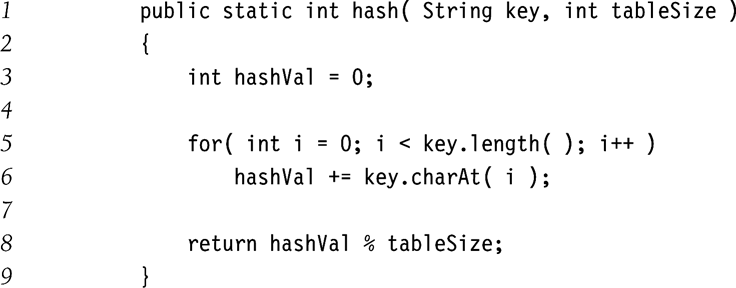 1 public static int hash( String key, int tableSize )
2 {
3 int hashVal = 0;
4
5 for( int i = 0; i < key.length( ); i++ )
6 hashVal += key.charAt( i );
7
8 return hashVal % tableSize;
9 }